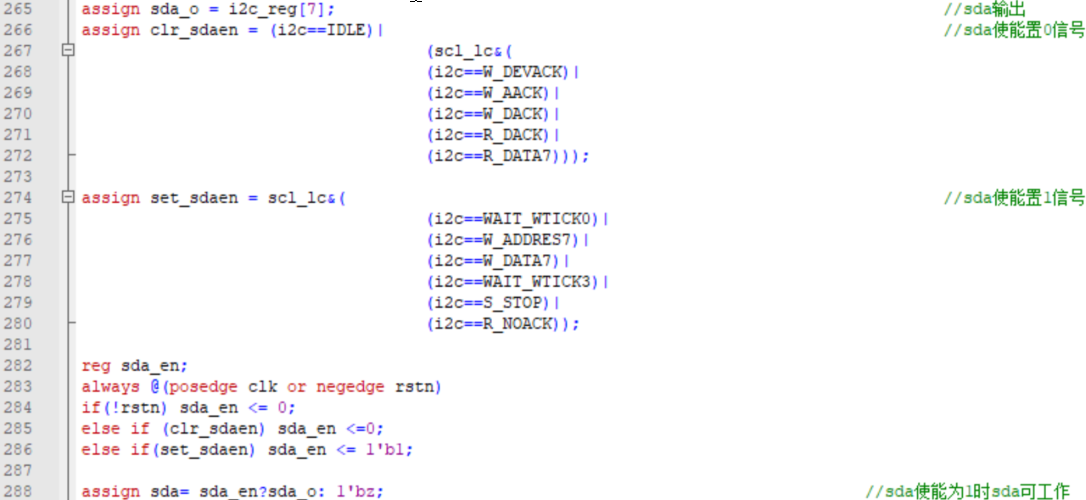 265 assign sda_o = i2c_reg[7]; //sda输出
266 assign clr_sdaen = (i2c==IDLE)| //sda使能置0信号
267 (scl_lc&(
268 (i2c==W_DEVACK)|
269 (i2c==W_AACK)|
270 (i2c==W_DACK)|
271 (i2c==R_DACK)|
272 (i2c==R_DATA7)));
273
274 assign set_sdaen = scl_lc&( //sda使能置1信号
275 (i2c==WAIT_WTICK0)|
276 (i2c==W_ADDRES7)|
277 (i2c==W_DATA7)|
278 (i2c==WAIT_WTICK3)|
279 (i2c==S_STOP)|
280 (i2c==R_NOACK));
281
282 reg sda_en;
283 always @(posedge clk or negedge rstn)
284 if(!rstn) sda_en <= 0;
285 else if (clr_sdaen) sda_en <=0;
286 else if(set_sdaen) sda_en <= 1'b1;
287
288 assign sda= sda_en?sda_o: 1'bz; //sda使能为1时sda可工作